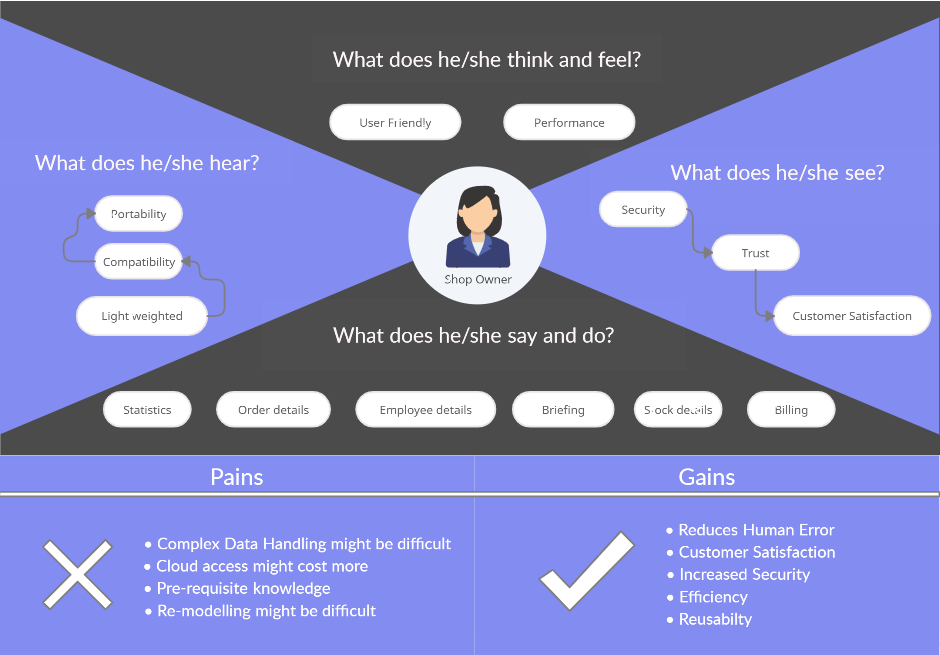 What does he/she think and feel?
User Friendly
Performance
What does he/she hear?
Portability
Compatibility
Light weighted
What does he/she see?
Security
Trust
Customer Satisfaction
Shop Owner
What does he/she say and do?
Statistics
Order details
Employee details
Briefing
Stock details
Billing
Pains
• Complex Data Handling might be difficult
• Cloud access might cost more
• Pre-requisite knowledge
• Re-modelling might be difficult
Gains
• Reduces Human Error
• Customer Satisfaction
• Increased Security
• Efficiency
• Reusabilty